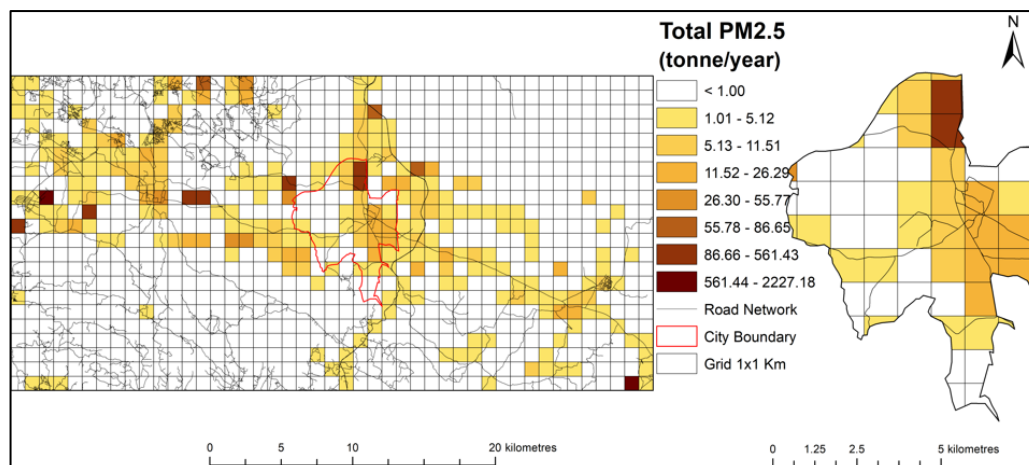 Total PM2.5
(tonne/year)
< 1.00
1.01 - 5.12
5.13 - 11.51
11.52 - 26.29
26.30 - 55.77
55.78 - 86.65
86.66 - 561.43
561.44 - 2227.18
Road Network
City Boundary
Grid 1x1 Km
N
0 5 10 20 kilometres
0 1.25 2.5 5 kilometres